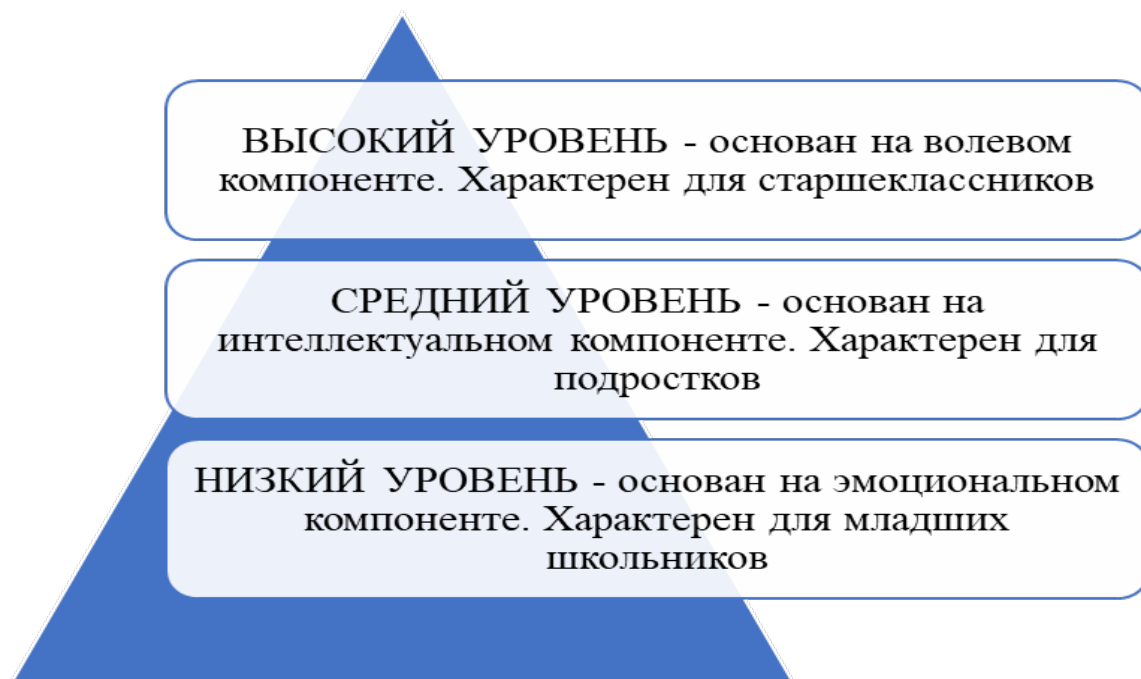 ВЫСОКИЙ УРОВЕНЬ - основан на волевом
компоненте. Характерен для старшеклассников
СРЕДНИЙ УРОВЕНЬ - основан на
интеллектуальном компоненте. Характерен для
подростков
НИЗКИЙ УРОВЕНЬ - основан на эмоциональном
компоненте. Характерен для младших
школьников